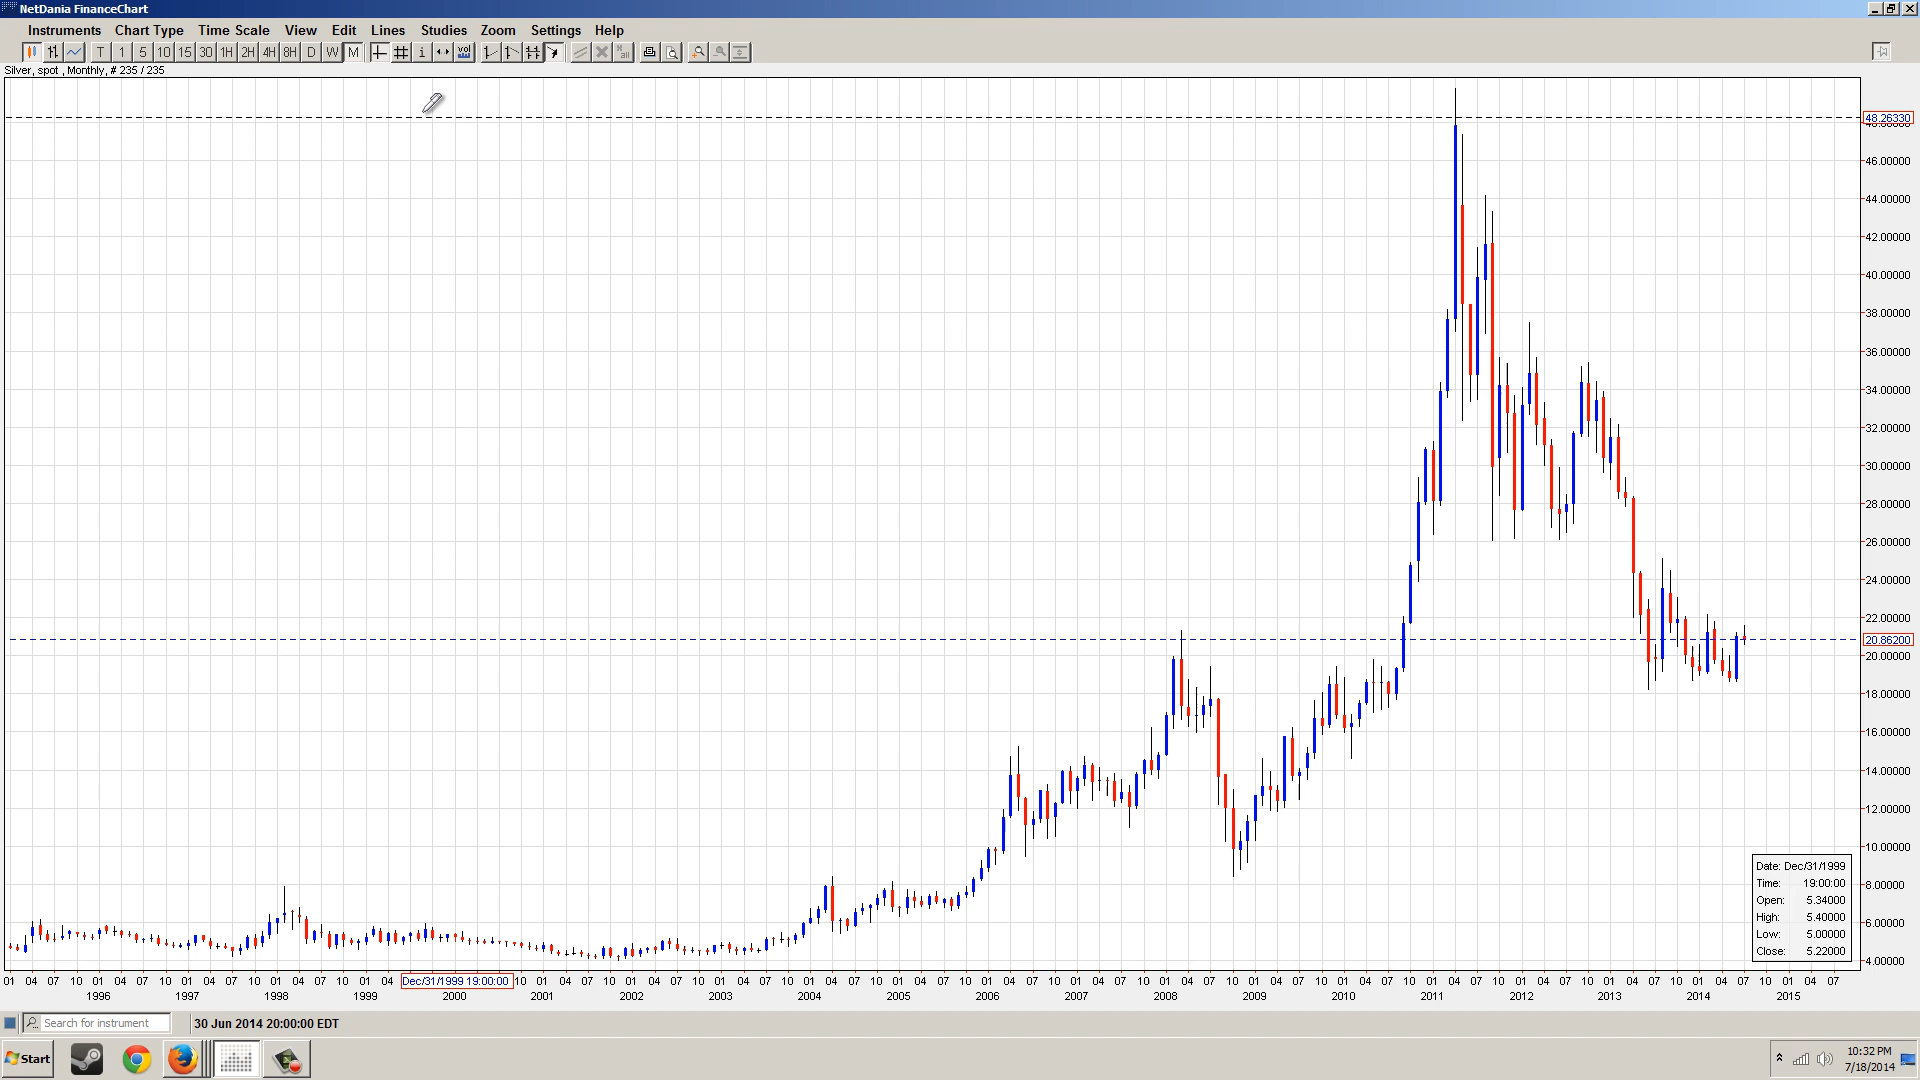 NetDania FinanceChart
Instruments Chart Type Time Scale View Edit Lines Studies Zoom Settings Help
T 1 5 10 15 30 1H 2H 4H 8H D W M i vol all
Silver, spot , Monthly, # 235 / 235
48.26330
46.00000
44.00000
42.00000
40.00000
38.00000
36.00000
34.00000
32.00000
30.00000
28.00000
26.00000
24.00000
22.00000
20.86200
20.00000
18.00000
16.00000
14.00000
12.00000
10.00000
8.00000
6.00000
4.00000
Date: Dec/31/1999
Time: 19:00:00
Open: 5.34000
High: 5.40000
Low: 5.00000
Close: 5.22000
01 04 07 10 01 04 07 10 01 04 07 10 01 04 07 10 01 04 Dec/31/1999 19:00:00 10 01 04 07 10 01 04 07 10 01 04 07 10 01 04 07 10 01 04 07 10 01 04 07 10 01 04 07 10 01 04 07 10 01 04 07 10 01 04 07 10 01 04 07 10 01 04 07 10 01 04 07 10 01 04 07 10 01 04 07
1996 1997 1998 1999 2000 2001 2002 2003 2004 2005 2006 2007 2008 2009 2010 2011 2012 2013 2014 2015
Search for instrument 30 Jun 2014 20:00:00 EDT
Start
10:32 PM
7/18/2014